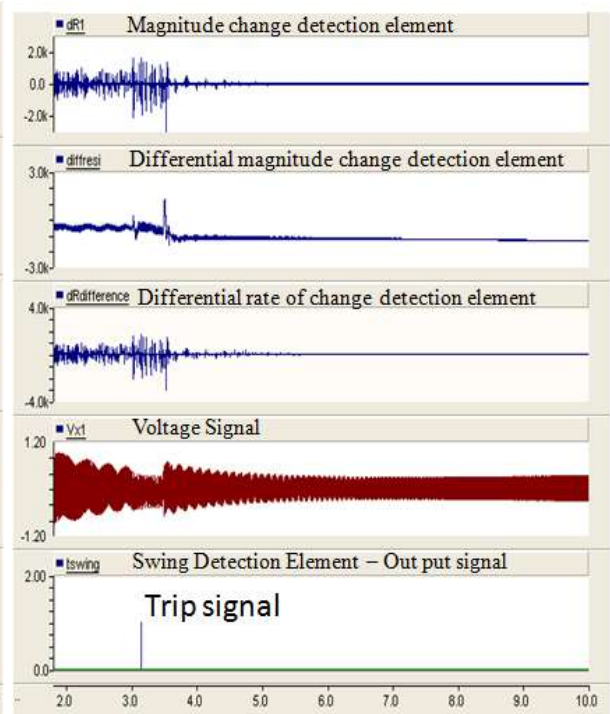 dR1 Magnitude change detection element
2.0k
0.0
-2.0k
diffresi Differential magnitude change detection element
3.0k
-3.0k
dRdifference Differential rate of change detection element
4.0k
-4.0k
Vx1 Voltage Signal
1.20
-1.20
tswing Swing Detection Element – Out put signal
2.00
Trip signal
0.0
2.0 3.0 4.0 5.0 6.0 7.0 8.0 9.0 10.0